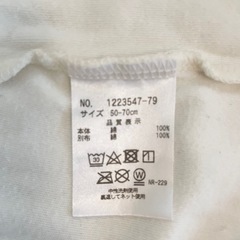 NO. 1223547-79
サイズ 50-70cm
品質表示
本体 綿 100%
別布 綿 100%
30
NR-229
中性洗剤使用
裏返してネット使用